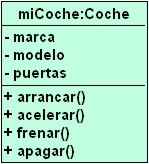 miCoche:Coche
- marca
- modelo
- puertas
+ arrancar()
+ acelerar()
+ frenar()
+ apagar()